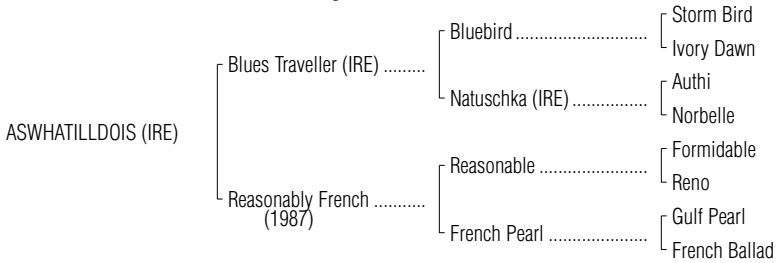 Storm Bird
Bluebird ............................
Ivory Dawn
Blues Traveller (IRE) .........
Authi
Natuschka (IRE) ................
Norbelle
ASWHATILLDOIS (IRE)
Formidable
Reasonable .......................
Reno
Reasonably French ...........
(1987)
Gulf Pearl
French Pearl .....................
French Ballad